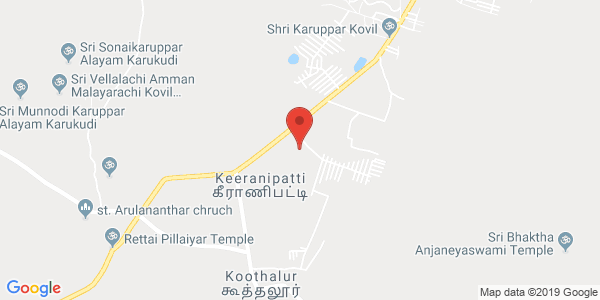 Shri Karuppar Kovil
Sri Sonaikaruppar
Alayam Karukudi
Sri Vellalachi Amman
Malayarachi Kovil...
Sri Munnodi Karuppar
Alayam Karukudi
Keeranipatti
கீராணிபட்டி
st. Arulananthar chruch
Rettai Pillaiyar Temple
Sri Bhaktha
Anjaneyaswami Temple
Koothalur
கூத்தலூர்
Google
Map data ©2019 Google